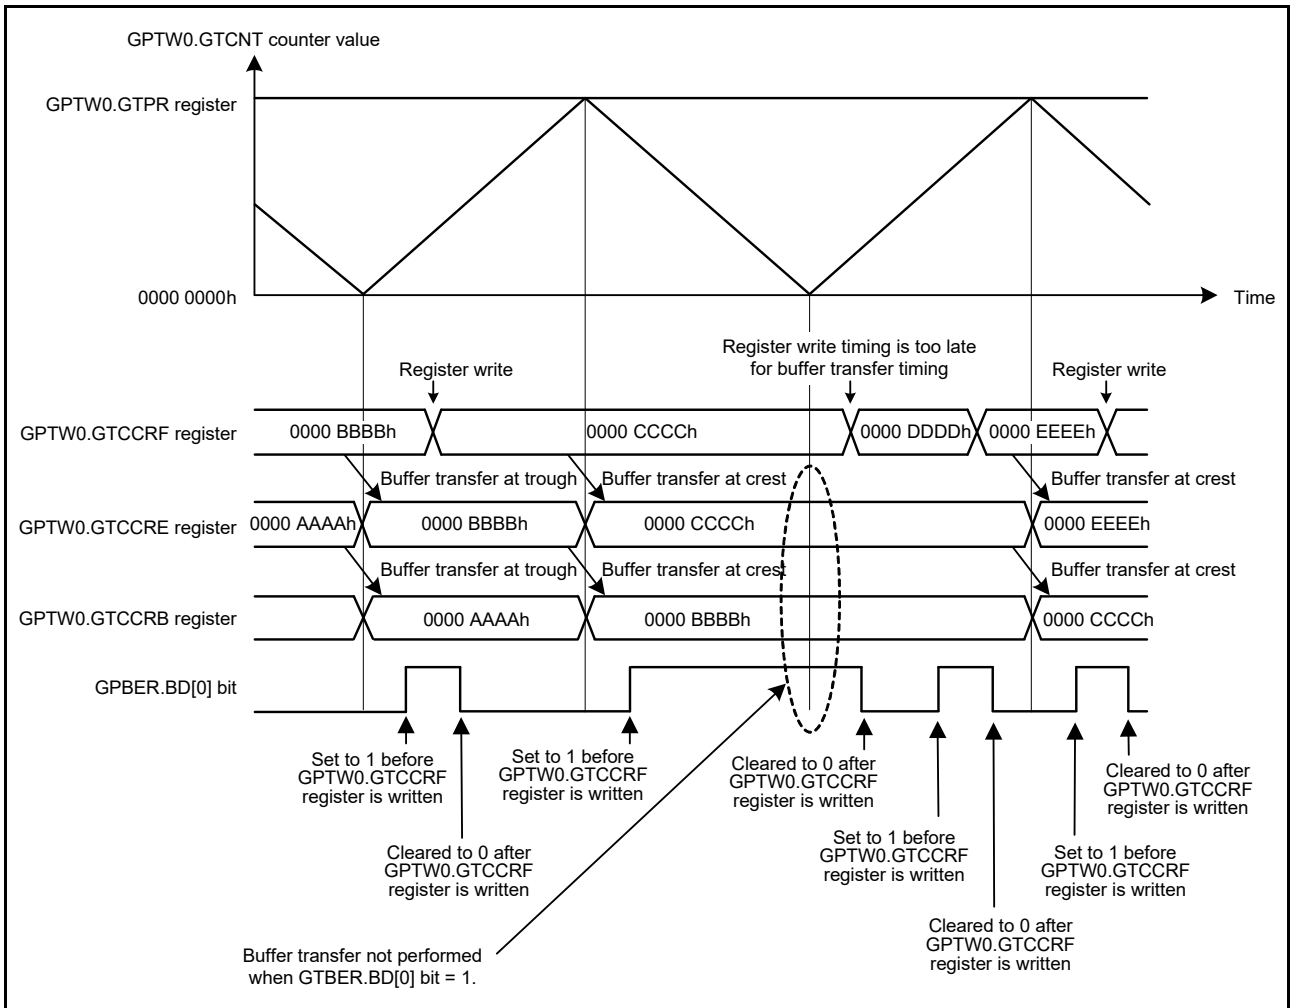 GPTW0.GTCNT counter value
GPTW0.GTPR register
0000 0000h
Time
Register write
Register write timing is too late
for buffer transfer timing
Register write
GPTW0.GTCCRF register
0000 BBBBh
0000 CCCCh
0000 DDDDh
0000 EEEEh
Buffer transfer at trough
Buffer transfer at crest
Buffer transfer at crest
GPTW0.GTCCRE register
0000 AAAAh
0000 BBBBh
0000 CCCCh
0000 EEEEh
Buffer transfer at trough
Buffer transfer at crest
Buffer transfer at crest
GPTW0.GTCCRB register
0000 AAAAh
0000 BBBBh
0000 CCCCh
GPBER.BD[0] bit
Set to 1 before
GPTW0.GTCCRF
register is written
Set to 1 before
GPTW0.GTCCRF
register is written
Cleared to 0 after
GPTW0.GTCCRF
register is written
Cleared to 0 after
GPTW0.GTCCRF
register is written
Cleared to 0 after
GPTW0.GTCCRF
register is written
Set to 1 before
GPTW0.GTCCRF
register is written
Set to 1 before
GPTW0.GTCCRF
register is written
Cleared to 0 after
GPTW0.GTCCRF
register is written
Buffer transfer not performed
when GTBER.BD[0] bit = 1.